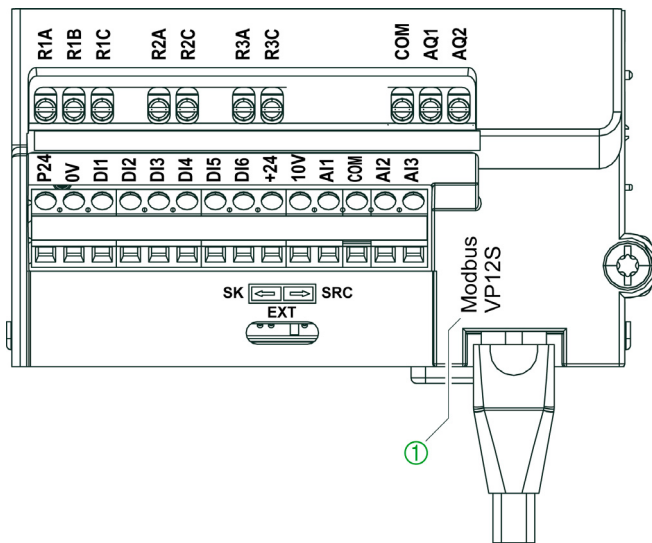 R1A R1B R1C R2A R2C R3A R3C COM AQ1 AQ2
P24 0V DI1 DI2 DI3 DI4 DI5 DI6 +24 10V AI1 COM AI2 AI3
SK SRC
EXT
Modbus
VP12S
1